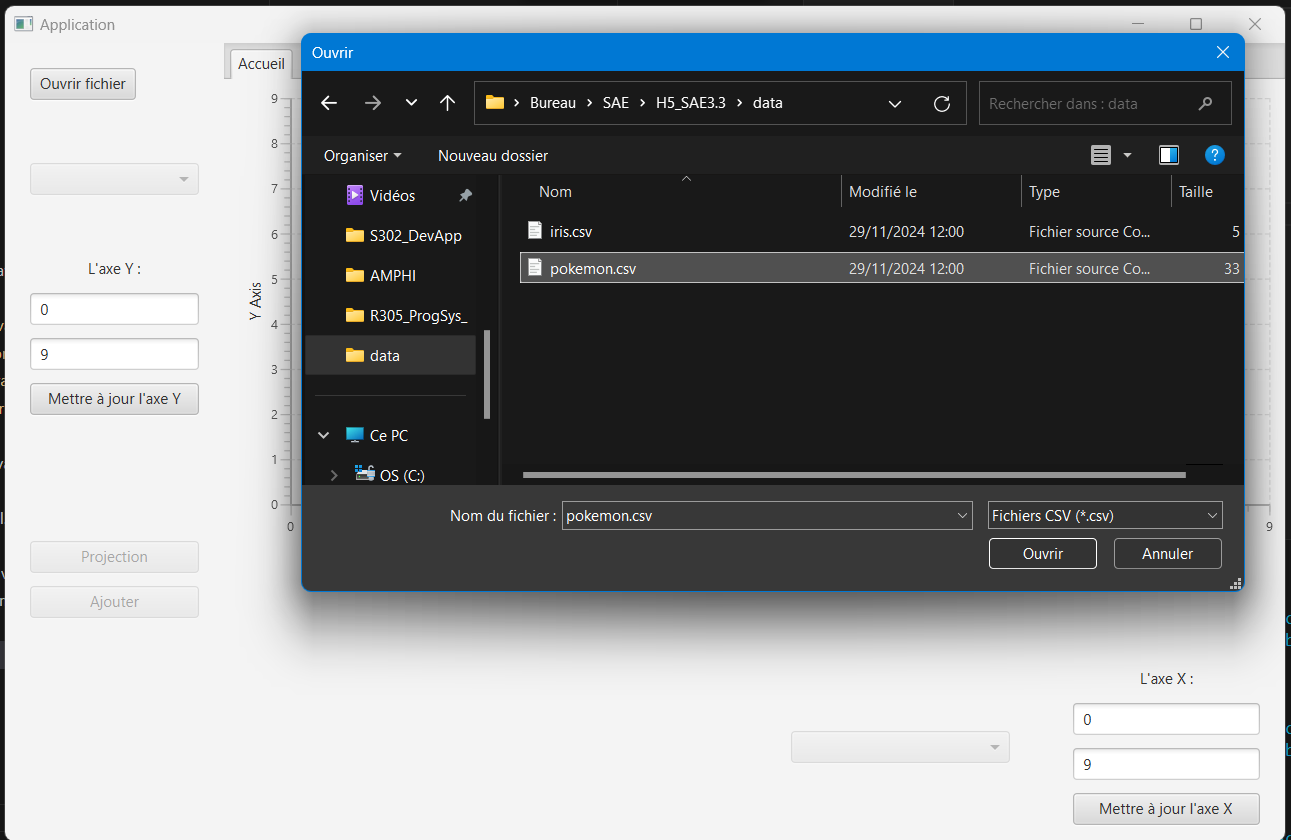 Application
Ouvrir fichier
Accueil
L'axe Y :
0
9
Mettre à jour l'axe Y
Projection
Ajouter
Y Axis
9
8
7
6
5
4
3
2
1
0
0
9
Ouvrir
Bureau > SAE > H5_SAE3.3 > data
Rechercher dans : data
Organiser
Nouveau dossier
?
Vidéos
S302_DevApp
AMPHI
R305_ProgSys_
data
Ce PC
OS (C:)
Nom Modifié le Type Taille
iris.csv 29/11/2024 12:00 Fichier source Co... 5
pokemon.csv 29/11/2024 12:00 Fichier source Co... 33
Nom du fichier : pokemon.csv
Fichiers CSV (*.csv)
Ouvrir
Annuler
L'axe X :
0
9
Mettre à jour l'axe X